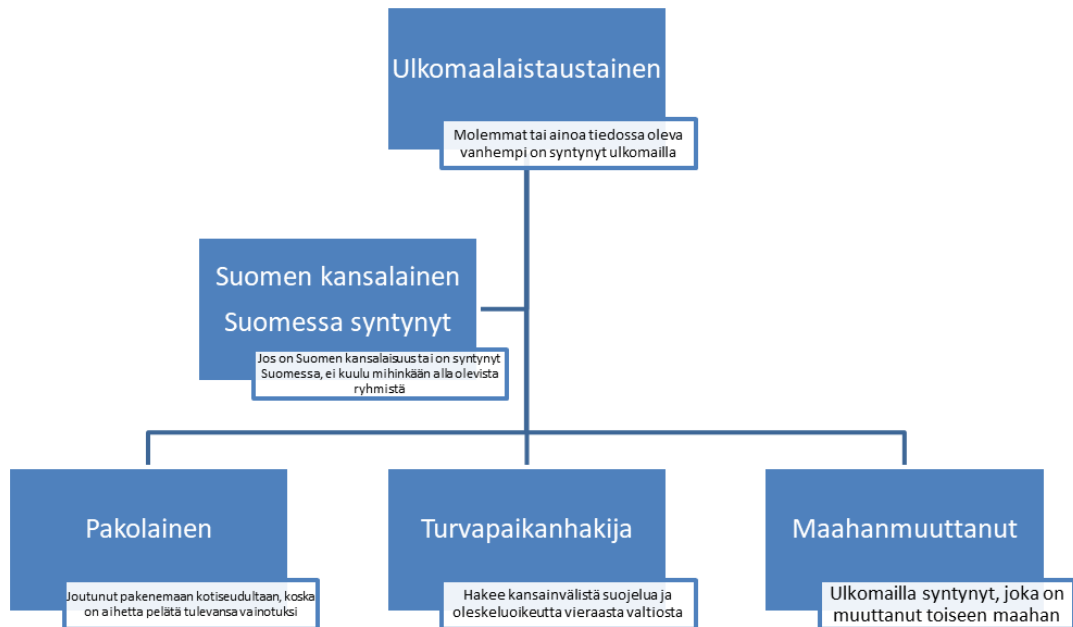 Ulkomaalaistaustainen
Molemmat tai ainoa tiedossa oleva
vanhempi on syntynyt ulkomailla
Suomen kansalainen
Suomessa syntynyt
Jos on Suomen kansalaisuus tai on syntynyt
Suomessa, ei kuulu mihinkään alla olevista
ryhmistä
Pakolainen
Joutunut pakenemaan kotiseudultaan, koska
on aihetta pelätä tulevansa vainotuksi
Turvapaikanhakija
Hakee kansainvälistä suojelua ja
oleskeluoikeutta vieraasta valtiosta
Maahanmuuttanut
Ulkomailla syntynyt, joka on
muuttanut toiseen maahan